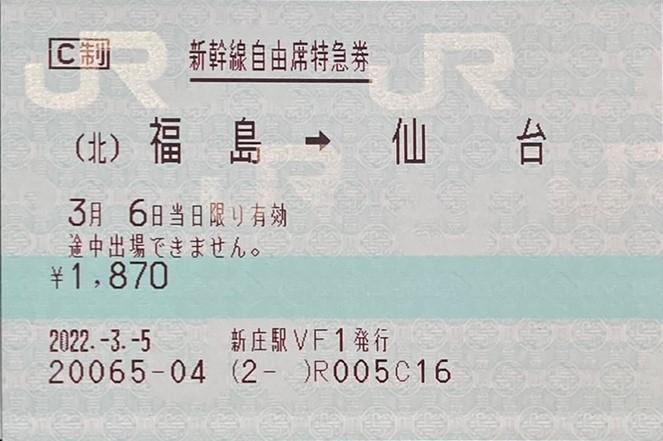 C制 新幹線自由席特急券
(北) 福島 → 仙台
3月 6日当日限り有効
途中出場できません。
¥1,870
2022.-3.-5 新庄駅VF1発行
20065-04 (2- )R005C16